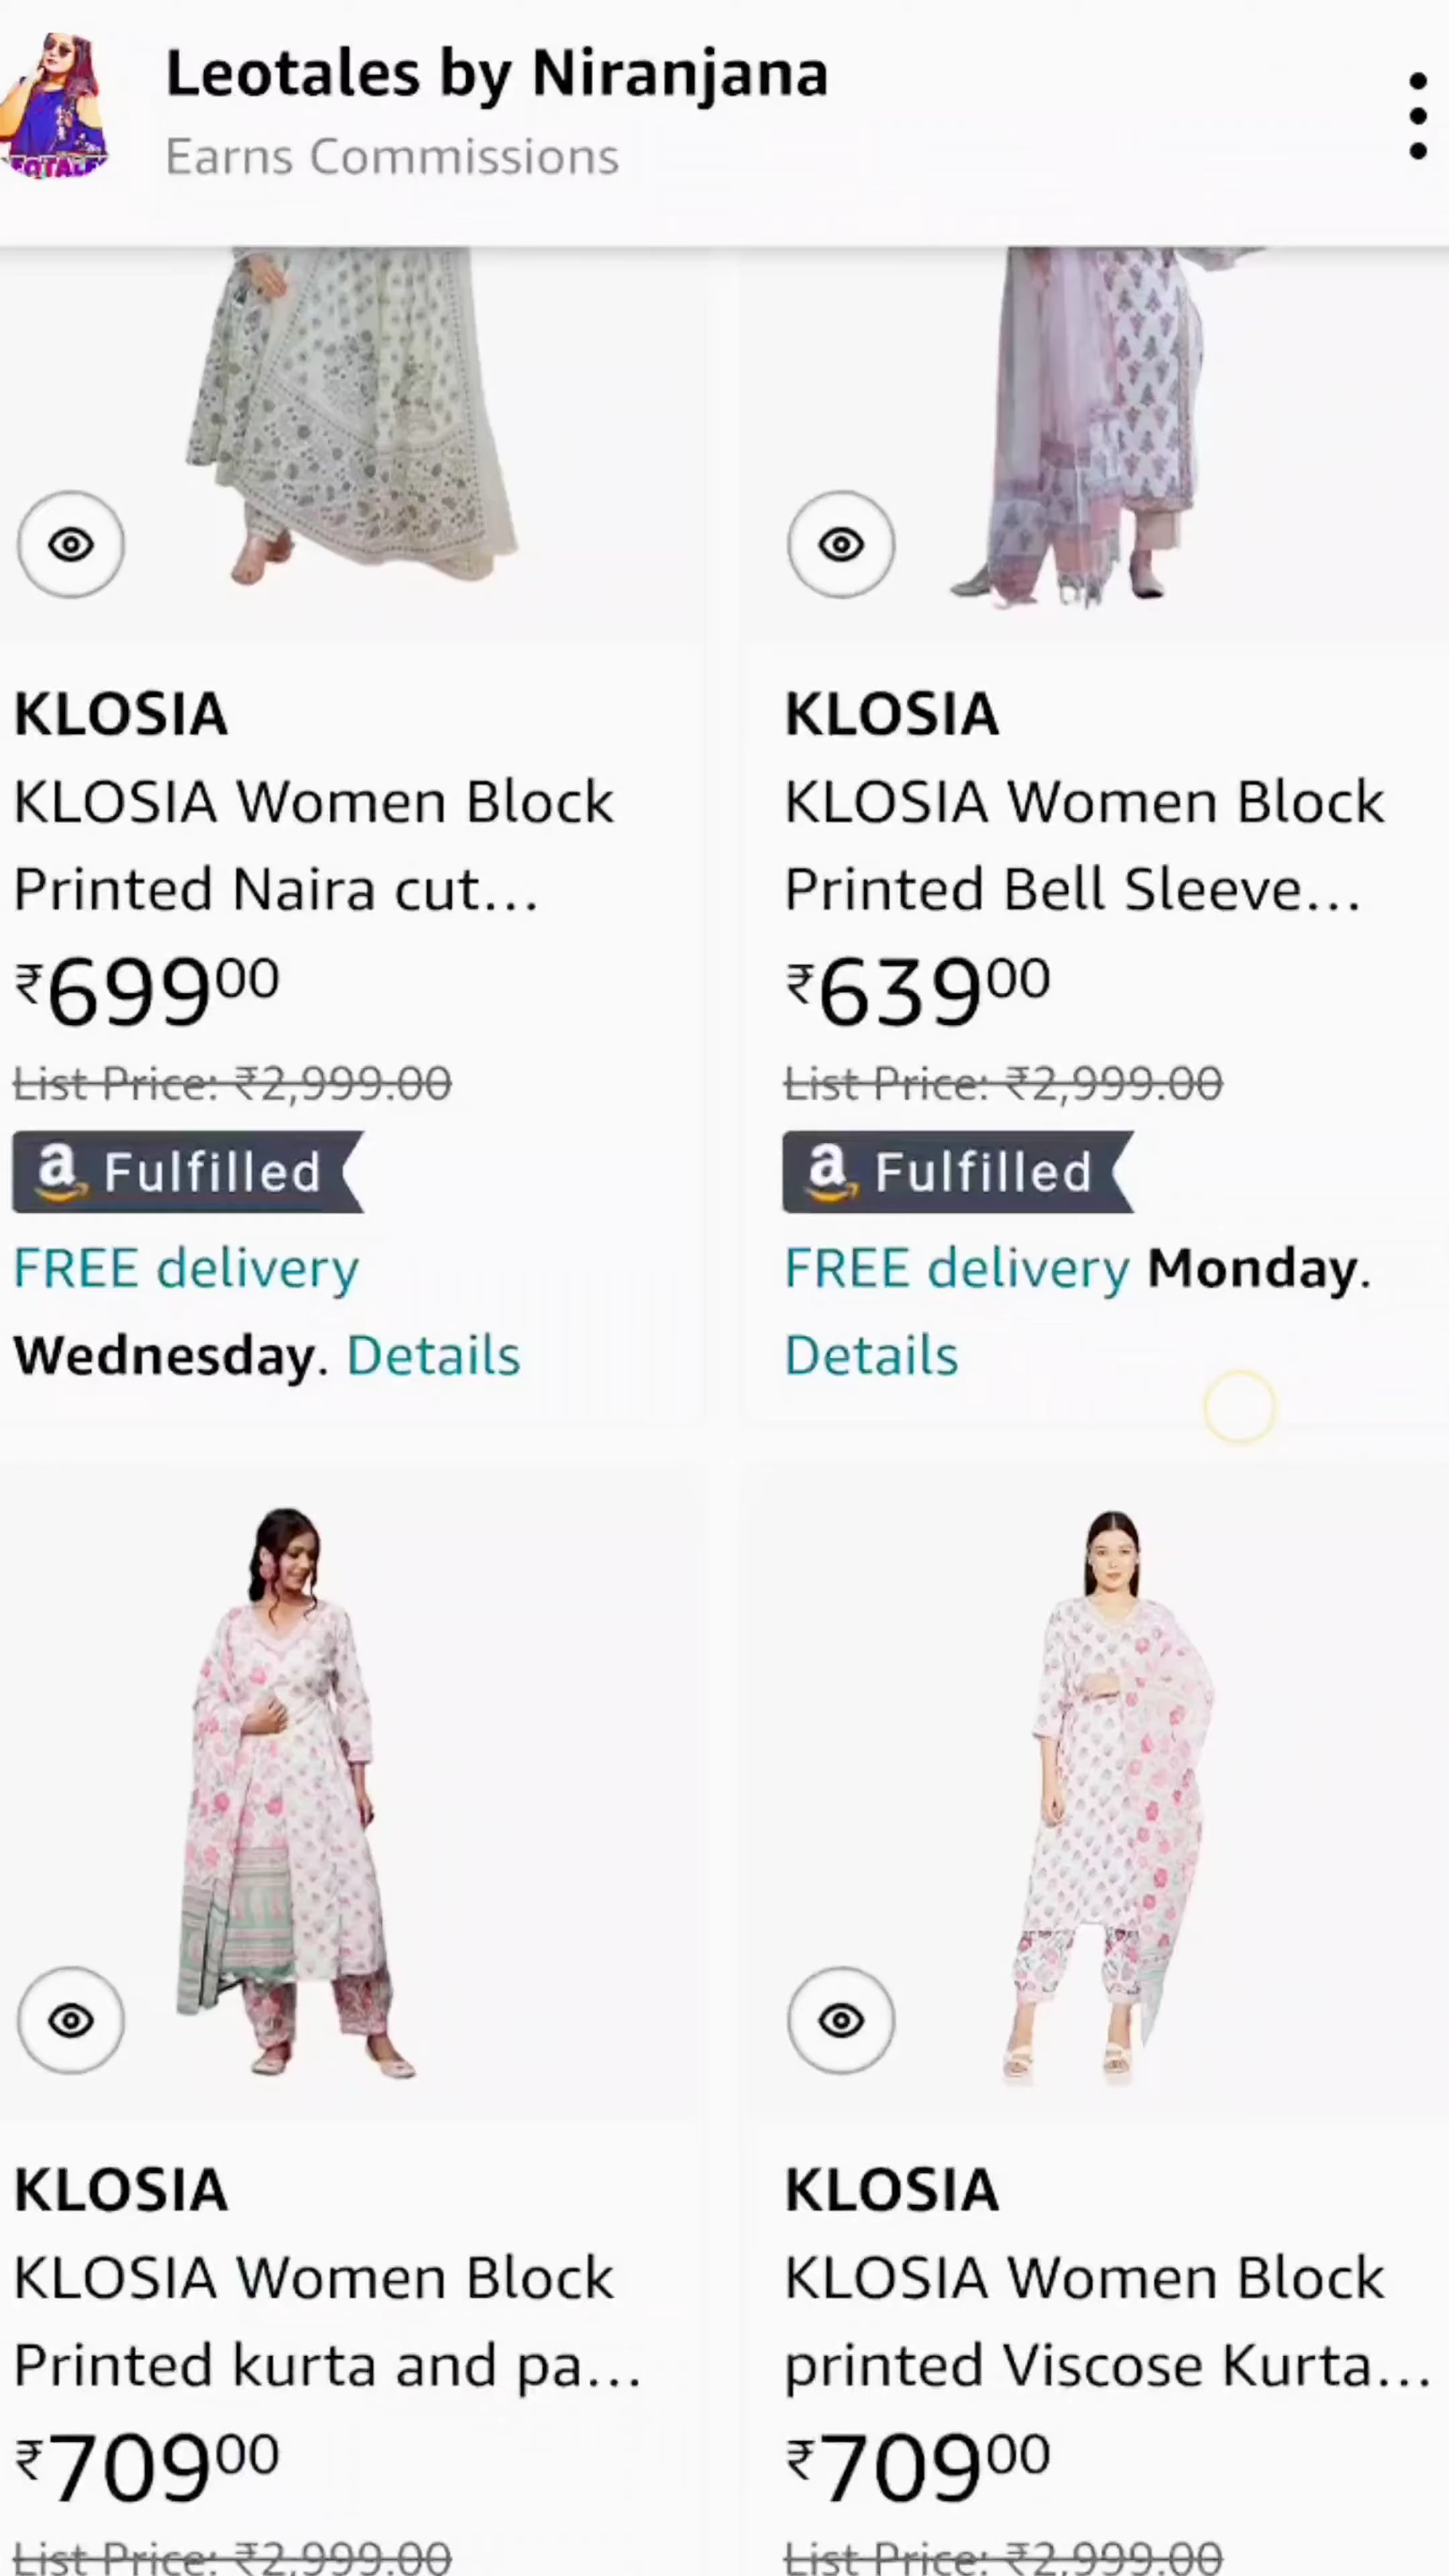 Leotales by Niranjana
Earns Commissions
KLOSIA
KLOSIA Women Block
Printed Naira cut...
₹69900
List Price: ₹2,999.00
a Fulfilled
FREE delivery
Wednesday. Details
KLOSIA
KLOSIA Women Block
Printed Bell Sleeve...
₹63900
List Price: ₹2,999.00
a Fulfilled
FREE delivery Monday.
Details
KLOSIA
KLOSIA Women Block
Printed kurta and pa...
₹70900
List Price: ₹2,999.00
KLOSIA
KLOSIA Women Block
printed Viscose Kurta...
₹70900
List Price: ₹2,999.00